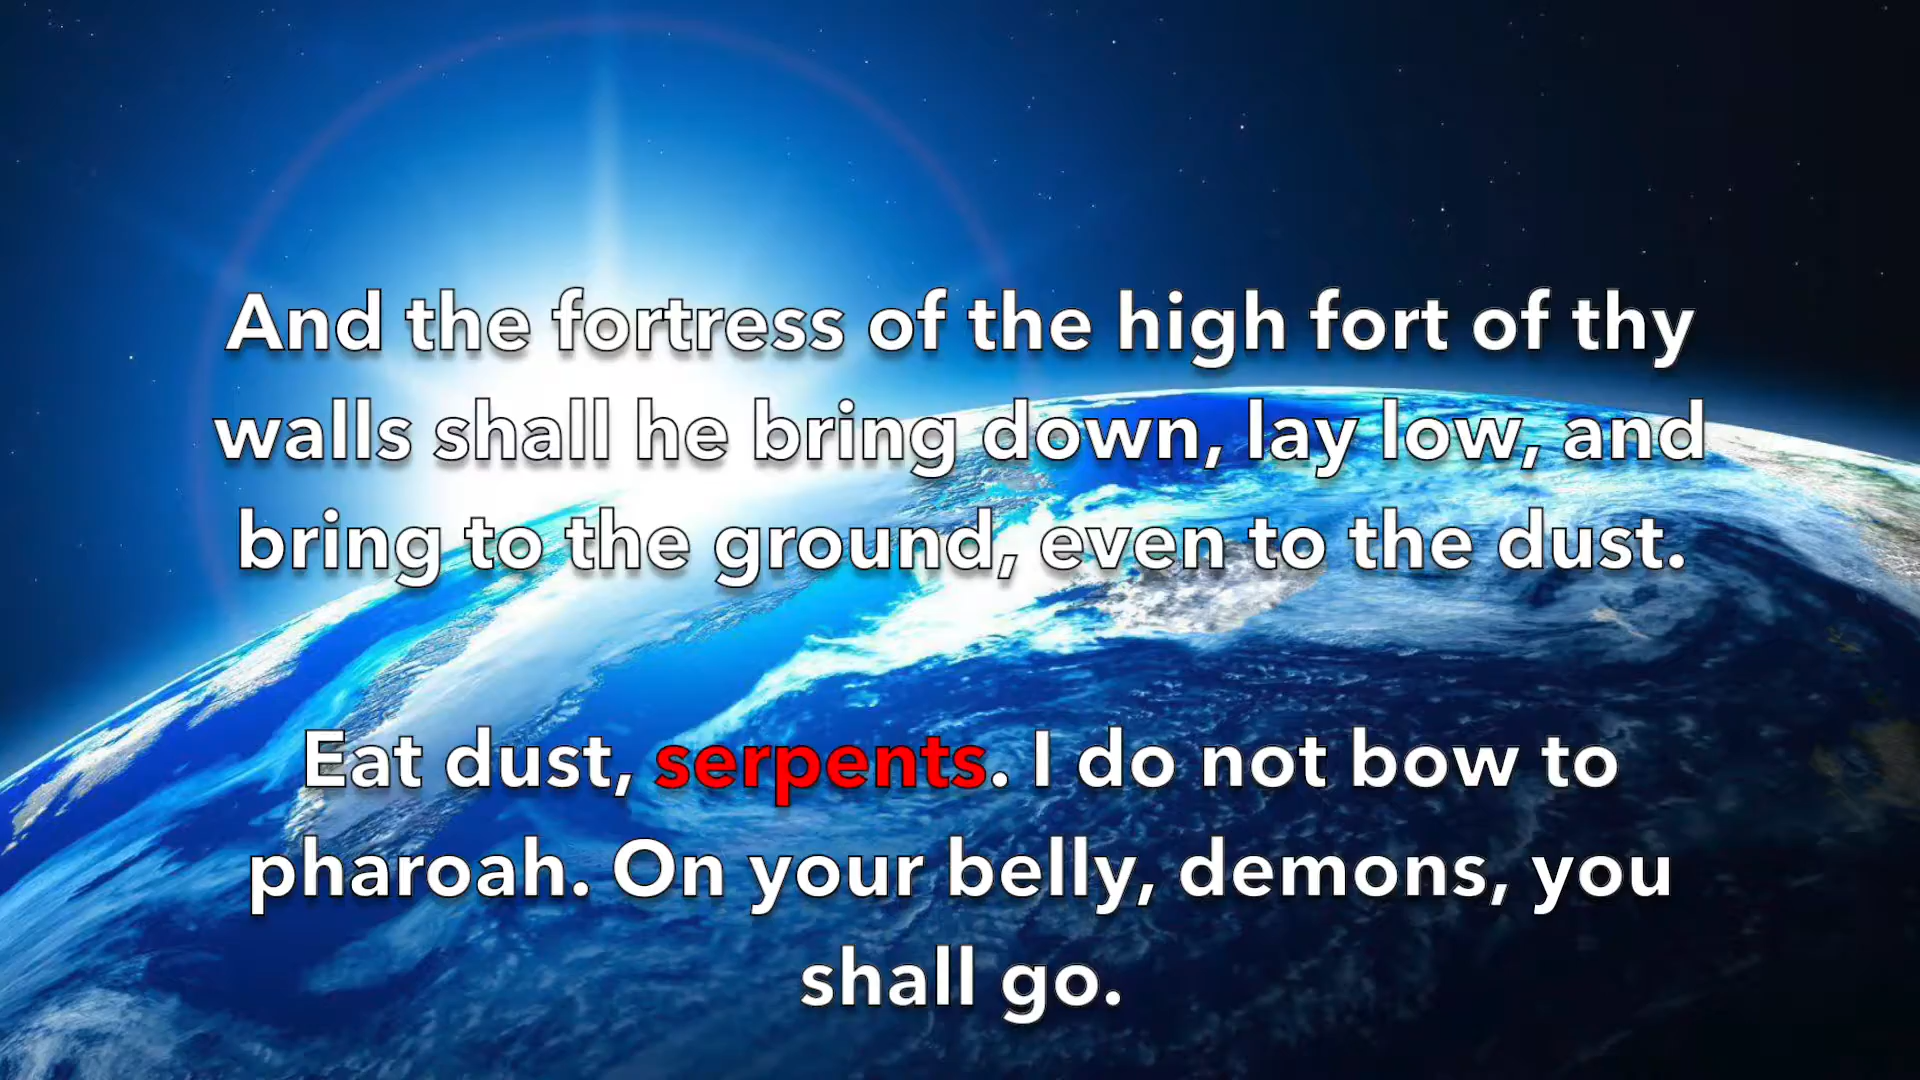 And the fortress of the high fort of thy
walls shall he bring down, lay low, and
bring to the ground, even to the dust.
Eat dust, serpents. I do not bow to
pharoah. On your belly, demons, you
shall go.